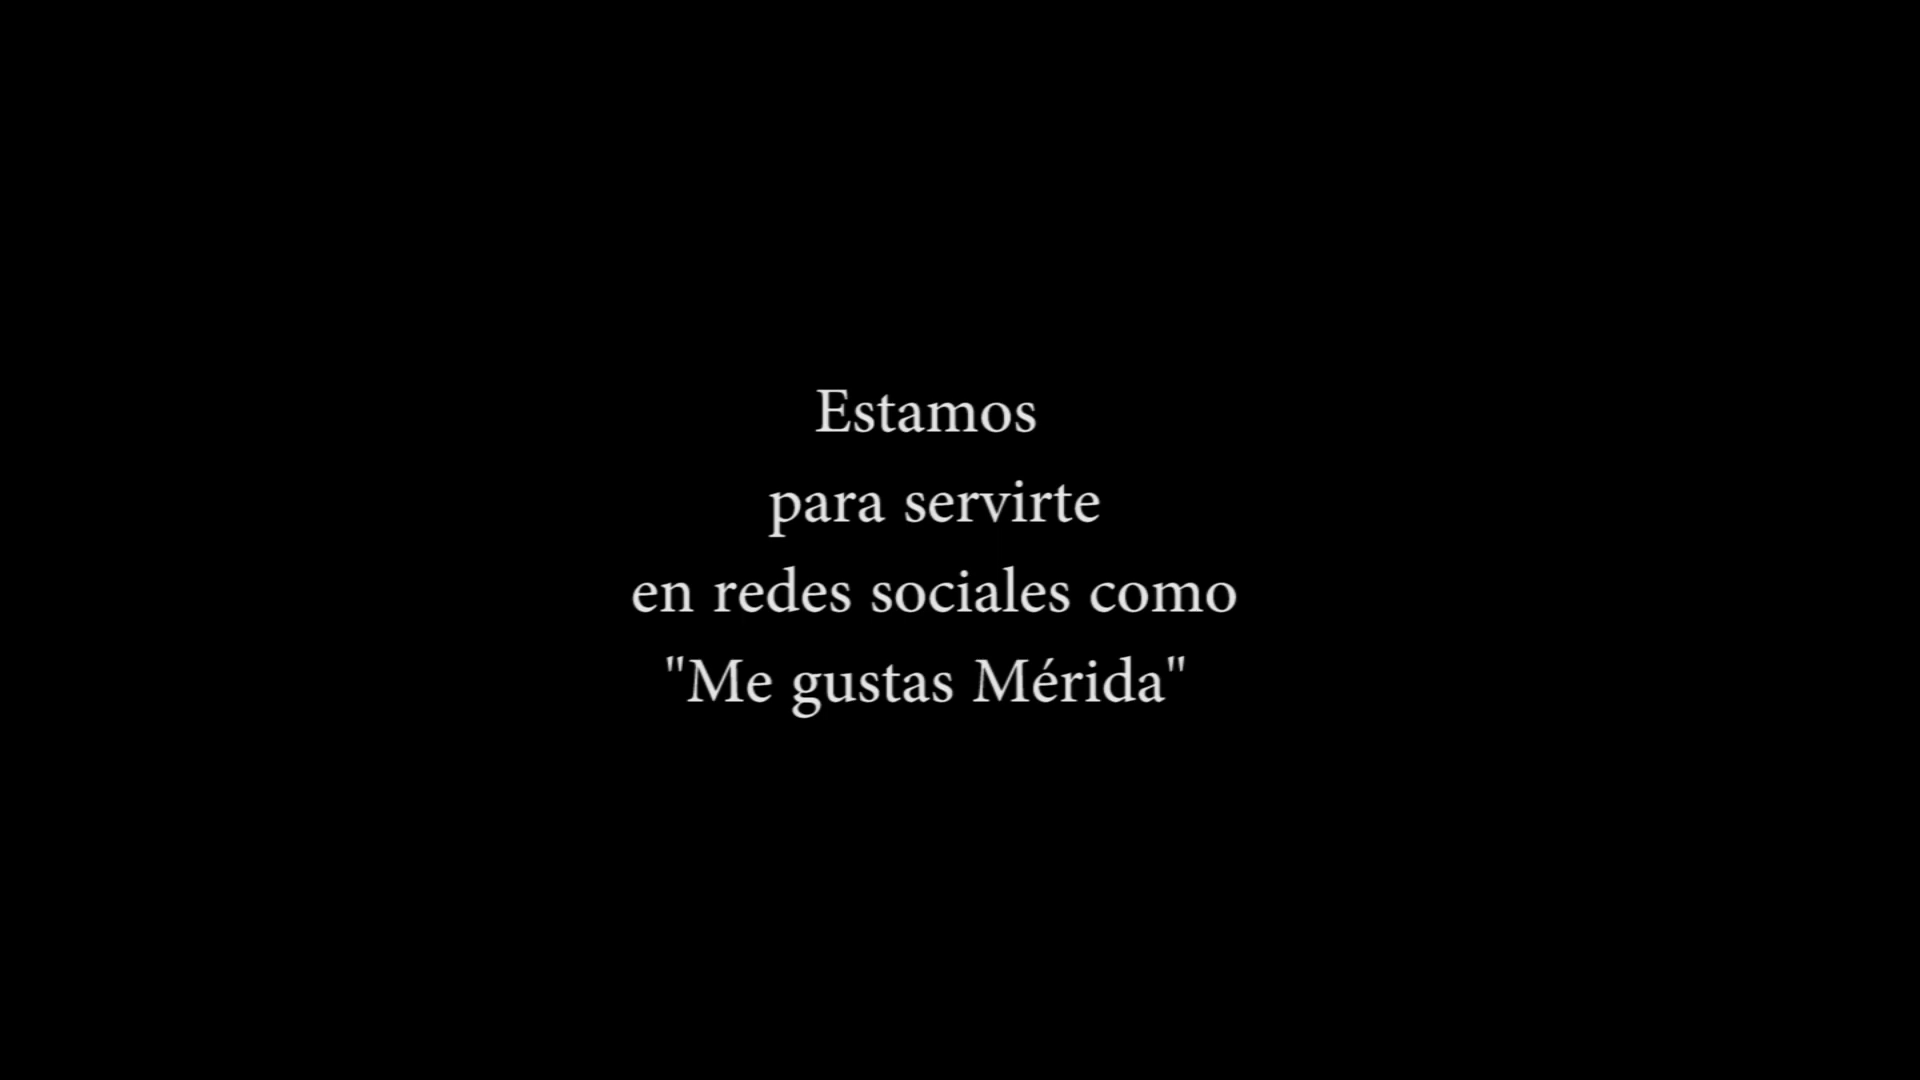 Estamos
para servirte
en redes sociales como
"Me gustas Mérida"